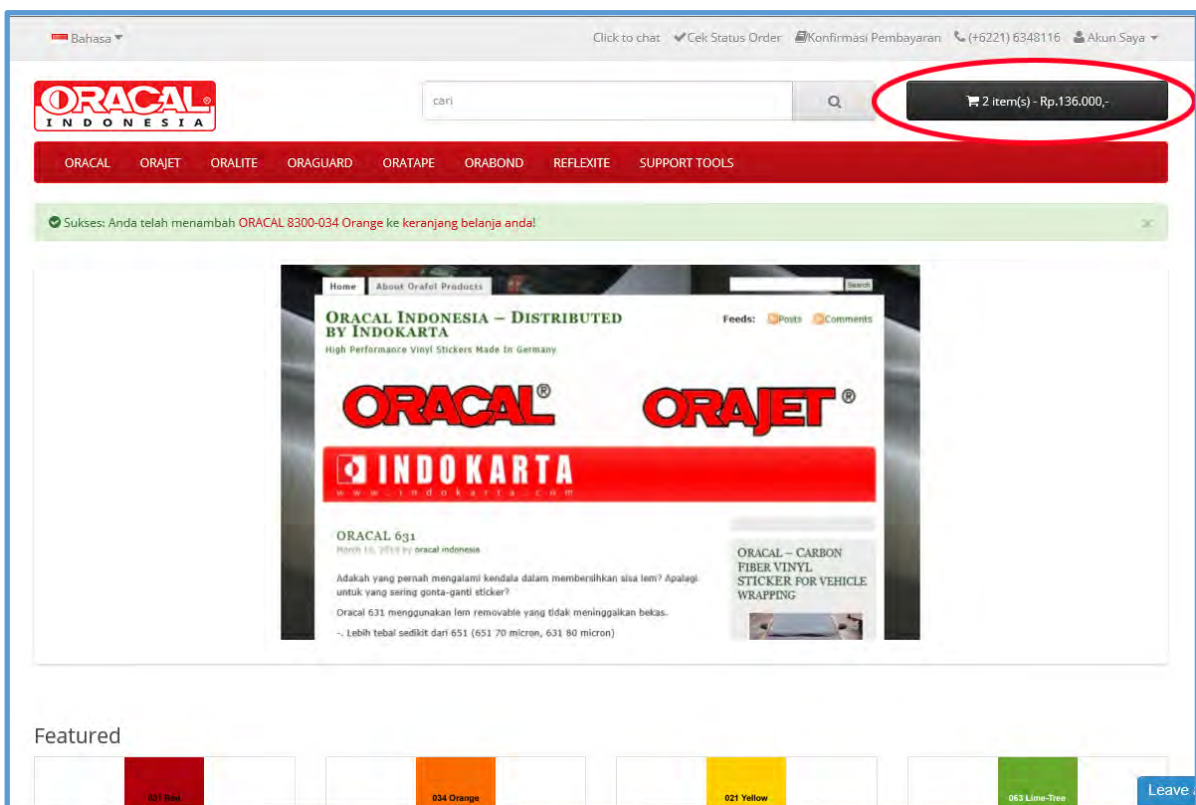 Bahasa
Click to chat Cek Status Order Konfirmasi Pembayaran (+6221) 6348116 Akun Saya
ORACAL®
INDONESIA
cari
2 item(s) - Rp.136.000,-
ORACAL ORAJET ORALITE ORAGUARD ORATAPE ORABOND REFLEXITE SUPPORT TOOLS
Sukses: Anda telah menambah ORACAL 8300-034 Orange ke keranjang belanja anda!
Home About Orafol Products
Search
ORACAL INDONESIA – DISTRIBUTED
BY INDOKARTA
Feeds: Posts Comments
High Performance Vinyl Stickers Made In Germany
ORACAL® ORAJET®
INDOKARTA
www.indokarta.com
ORACAL 631
by oracal indonesia
Adakah yang pernah mengalami kendala dalam membersihkan sisa lem? Apalagi
untuk yang sering gonta-ganti sticker?
Oracal 631 menggunakan lem removable yang tidak meninggalkan bekas.
-. Lebih tebal sedikit dari 651 (651 70 micron, 631 80 micron)
ORACAL – CARBON
FIBER VINYL
STICKER FOR VEHICLE
WRAPPING
Featured
031 Red
034 Orange
021 Yellow
063 Lime-Tree
Leave